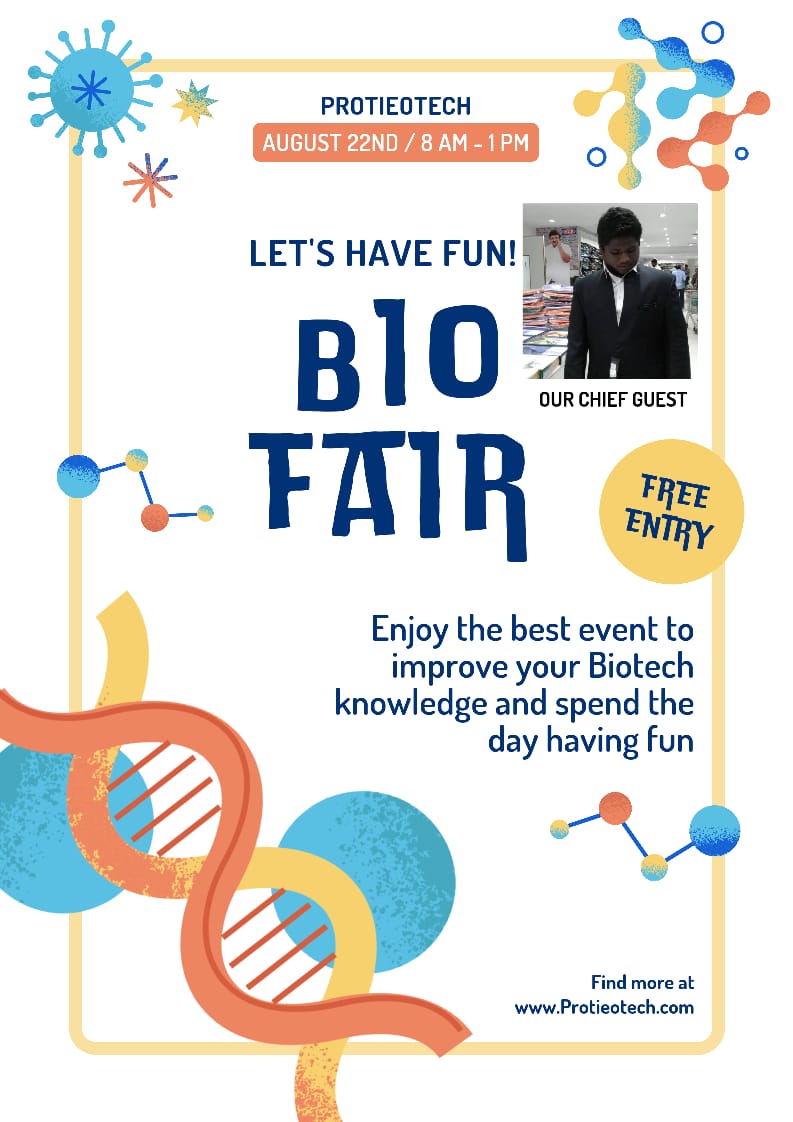 PROTIEOTECH
AUGUST 22ND / 8 AM - 1 PM
LET'S HAVE FUN!
BIO
FAIR
OUR CHIEF GUEST
FREE
ENTRY
Enjoy the best event to
improve your Biotech
knowledge and spend the
day having fun
Find more at
www.Protieotech.com